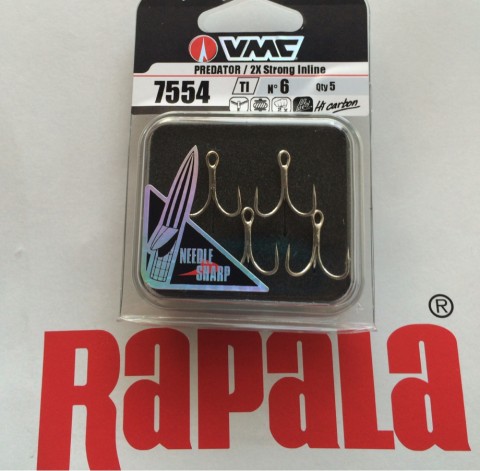 VMC
PREDATOR / 2X Strong Inline
7554 TI N° 6 Qty 5
Hi carbon
NEEDLE
SHARP
RAPALA®